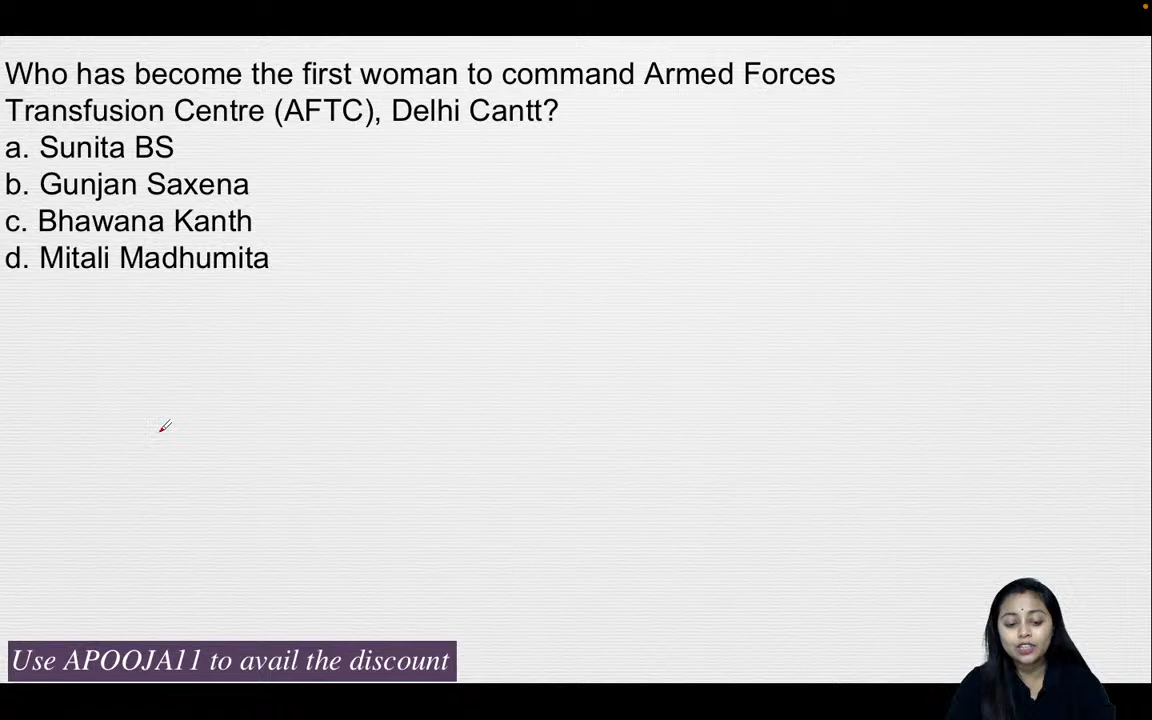 Who has become the first woman to command Armed Forces
Transfusion Centre (AFTC), Delhi Cantt?
a. Sunita BS
b. Gunjan Saxena
c. Bhawana Kanth
d. Mitali Madhumita
Use APOOJA11 to avail the discount